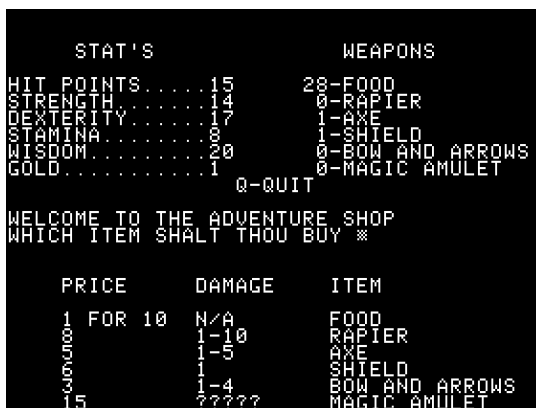 STAT'S WEAPONS
HIT POINTS.....15 28-FOOD
STRENGTH.......14 0-RAPIER
DEXTERITY......17 1-AXE
STAMINA........8 1-SHIELD
WISDOM.........20 0-BOW AND ARROWS
GOLD...........1 0-MAGIC AMULET
Q-QUIT
WELCOME TO THE ADVENTURE SHOP
WHICH ITEM SHALT THOU BUY
PRICE DAMAGE ITEM
1 FOR 10 N/A FOOD
8 1-10 RAPIER
5 1-5 AXE
6 1 SHIELD
3 1-4 BOW AND ARROWS
15 ????? MAGIC AMULET